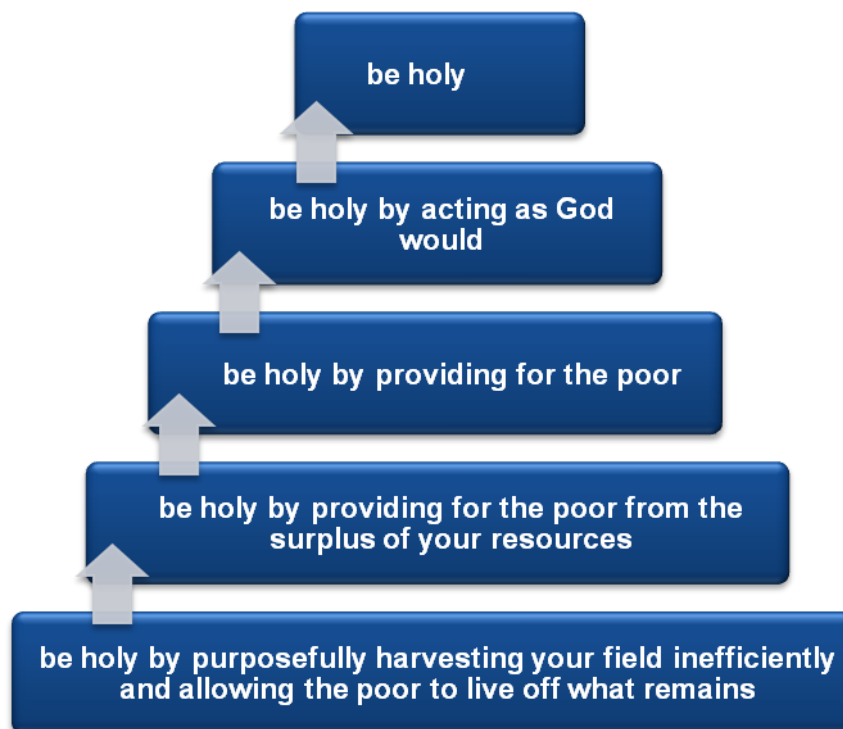 be holy
be holy by acting as God
would
be holy by providing for the poor
be holy by providing for the poor from the
surplus of your resources
be holy by purposefully harvesting your field inefficiently
and allowing the poor to live off what remains